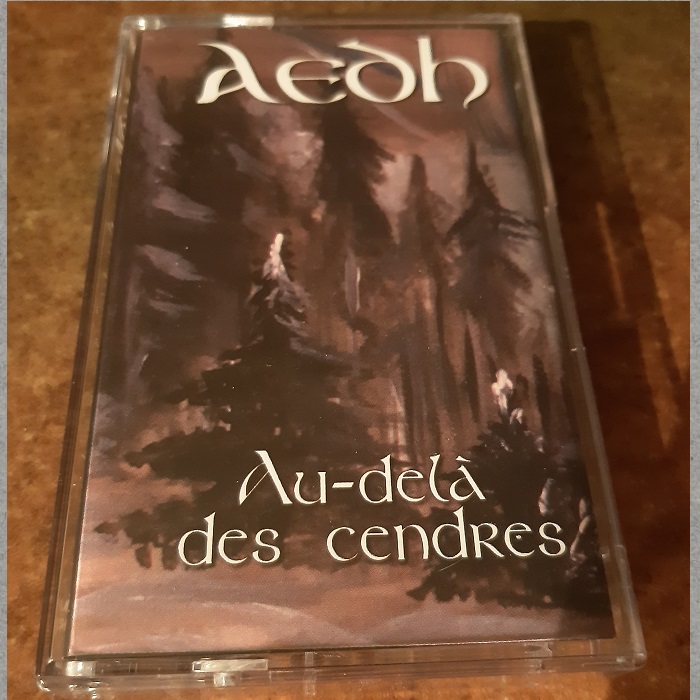 Aedh
Au-delà
des cendres